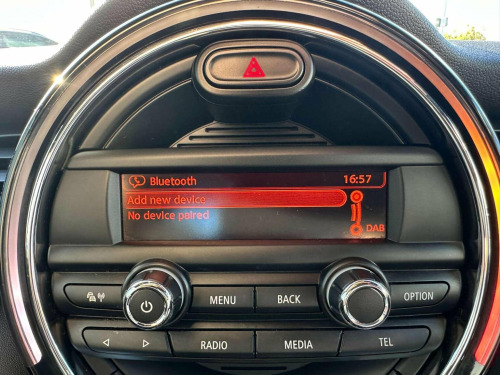 Bluetooth 16:57
Add new device
No device paired
DAB
MENU BACK OPTION
RADIO MEDIA TEL